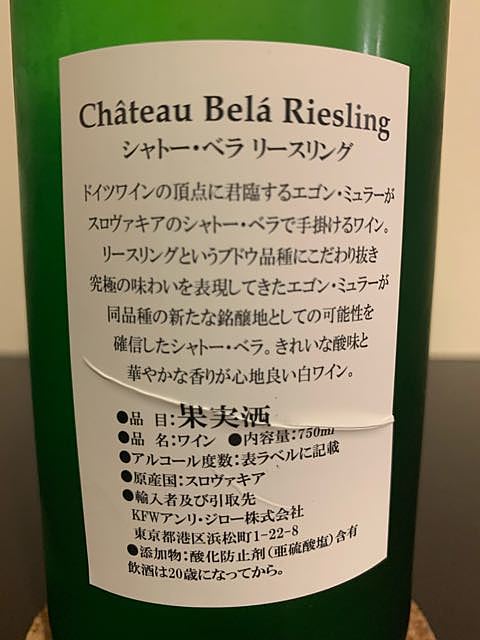 Château Belá Riesling
シャトー・ベラ リースリング
ドイツワインの頂点に君臨するエゴン・ミュラーが
スロヴァキアのシャトー・ベラで手掛けるワイン。
リースリングというブドウ品種にこだわり抜き
究極の味わいを表現してきたエゴン・ミュラーが
同品種の新たな銘醸地としての可能性を
確信したシャトー・ベラ。きれいな酸味と
華やかな香りが心地良い白ワイン。
●品 目:果実酒
●品 名:ワイン ●内容量:750ml
●アルコール度数:表ラベルに記載
●原産国:スロヴァキア
●輸入者及び引取先
KFWアンリ・ジロー株式会社
東京都港区浜松町1-22-8
●添加物:酸化防止剤(亜硫酸塩)含有
飲酒は20歳になってから。